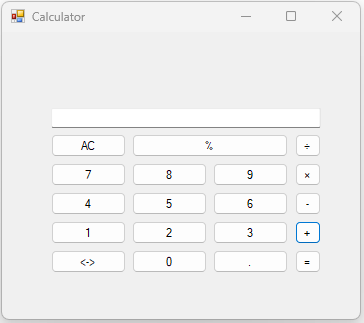 Calculator
AC % ÷
7 8 9 ×
4 5 6 -
1 2 3 +
<-> 0 . =